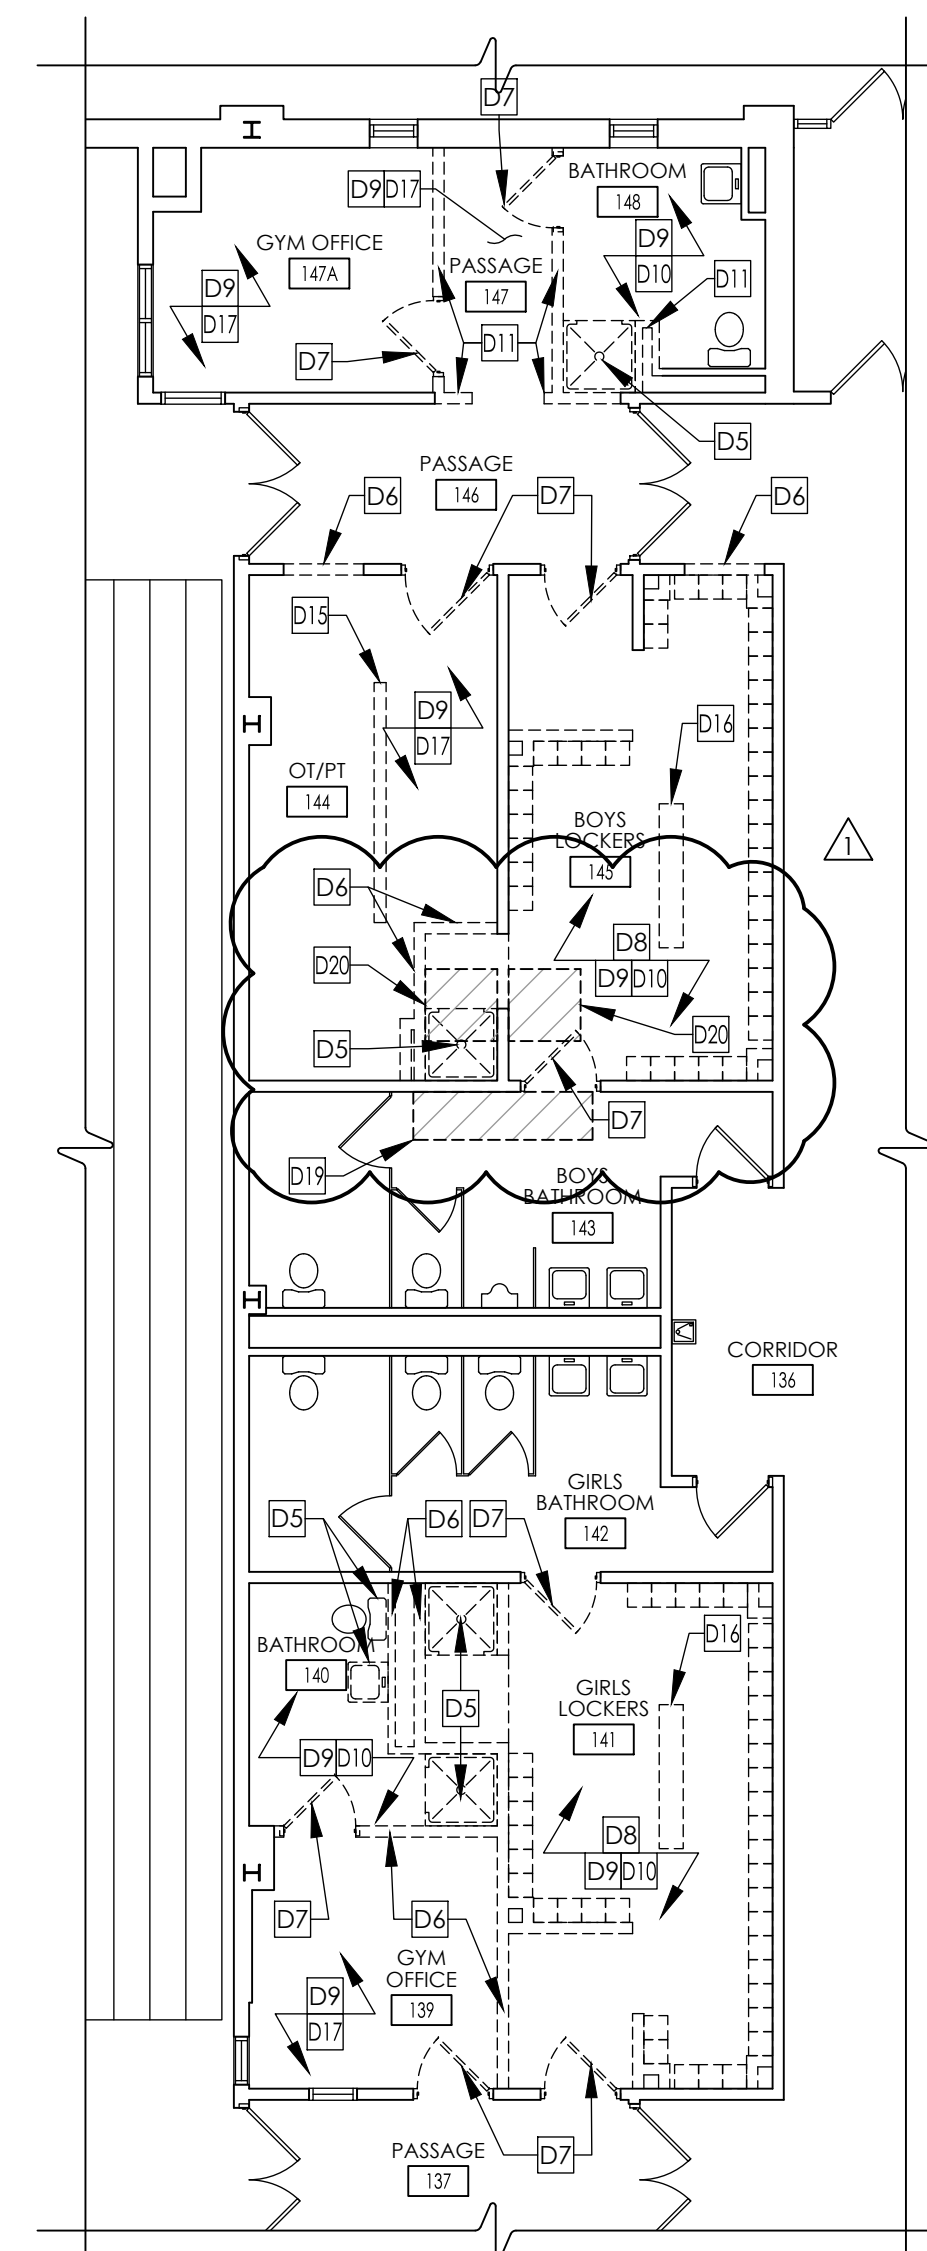 D7
BATHROOM
148
D9 D17
D9
D10
GYM OFFICE
147A
PASSAGE
147
D11
D9
D17
D11
D7
D5
PASSAGE
146
D6
D7
D6
D15
D9
D17
D16
OT/PT
144
BOYS
LOCKERS
145
1
D6
D8
D9 D10
D20
D20
D5
D7
D19
BOYS
BATHROOM
143
CORRIDOR
136
GIRLS
BATHROOM
142
D5
D6
D7
BATHROOM
140
D16
GIRLS
LOCKERS
141
D5
D9 D10
D8
D9 D10
D7
D6
GYM
OFFICE
139
D9
D17
PASSAGE
137
D7